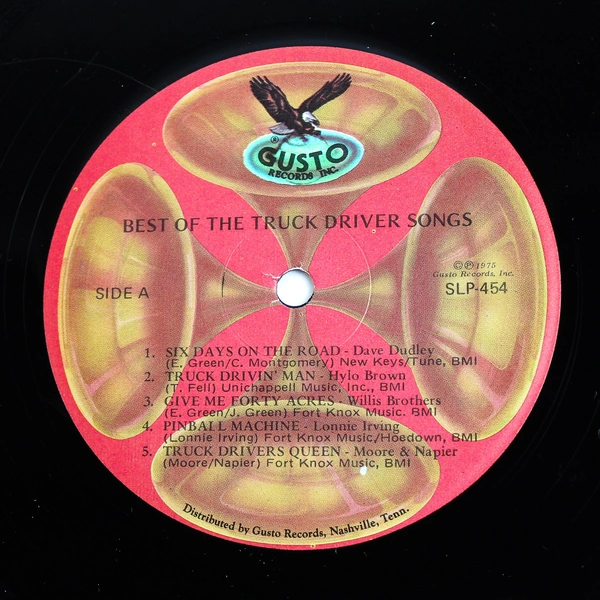 ®
GUSTO
RECORDS INC.
BEST OF THE TRUCK DRIVER SONGS
©℗ 1975
Gusto Records, Inc.
SIDE A
SLP-454
1. SIX DAYS ON THE ROAD - Dave Dudley
(E. Green/C. Montgomery) New Keys/Tune, BMI
2. TRUCK DRIVIN' MAN - Hylo Brown
(T. Fell) Unichappell Music, Inc., BMI
3. GIVE ME FORTY ACRES - Willis Brothers
(E. Green/J. Green) Fort Knox Music. BMI
4. PINBALL MACHINE - Lonnie Irving
(Lonnie Irving) Fort Knox Music/Hoedown, BMI
5. TRUCK DRIVERS QUEEN - Moore & Napier
(Moore/Napier) Fort Knox Music, BMI
Distributed by Gusto Records, Nashville, Tenn.